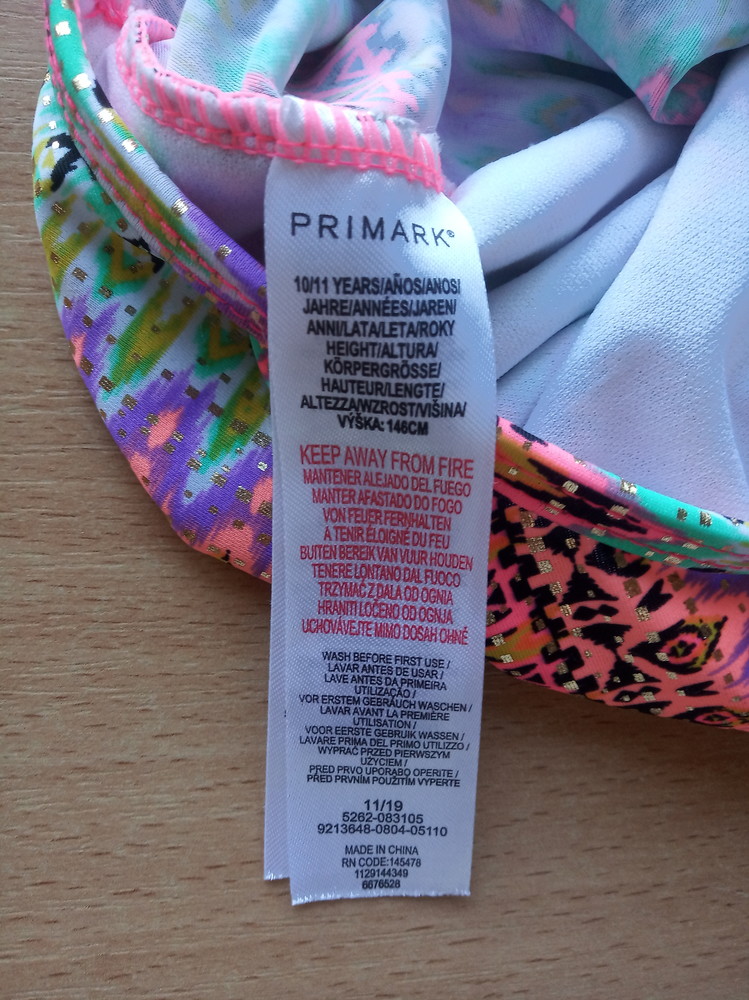 PRIMARK®
10/11 YEARS/AÑOS/ANOS/
JAHRE/ANNÉES/JAREN/
ANNI/LATA/LETA/ROKY
HEIGHT/ALTURA/
KÖRPERGRÖSSE/
HAUTEUR/LENGTE/
ALTEZZA/WZROST/VIŠINA/
VÝŠKA: 146CM
KEEP AWAY FROM FIRE
MANTENER ALEJADO DEL FUEGO
MANTER AFASTADO DO FOGO
VON FEUER FERNHALTEN
À TENIR ÉLOIGNÉ DU FEU
BUITEN BEREIK VAN VUUR HOUDEN
TENERE LONTANO DAL FUOCO
TRZYMAĆ Z DALA OD OGNIA
HRANITI LOČENO OD OGNJA
UCHOVÁVEJTE MIMO DOSAH OHNĚ
WASH BEFORE FIRST USE /
LAVAR ANTES DE USAR /
LAVE ANTES DA PRIMEIRA
UTILIZAÇÃO /
VOR ERSTEM GEBRAUCH WASCHEN /
LAVAR AVANT LA PREMIÈRE
UTILISATION /
VOOR EERSTE GEBRUIK WASSEN /
LAVARE PRIMA DEL PRIMO UTILIZZO /
WYPRAĆ PRZED PIERWSZYM
UŻYCIEM /
PRED PRVO UPORABO OPERITE /
PŘED PRVNÍM POUŽITÍM VYPERTE
11/19
5262-083105
9213648-0804-05110
MADE IN CHINA
RN CODE:145478
1129144349
6676528